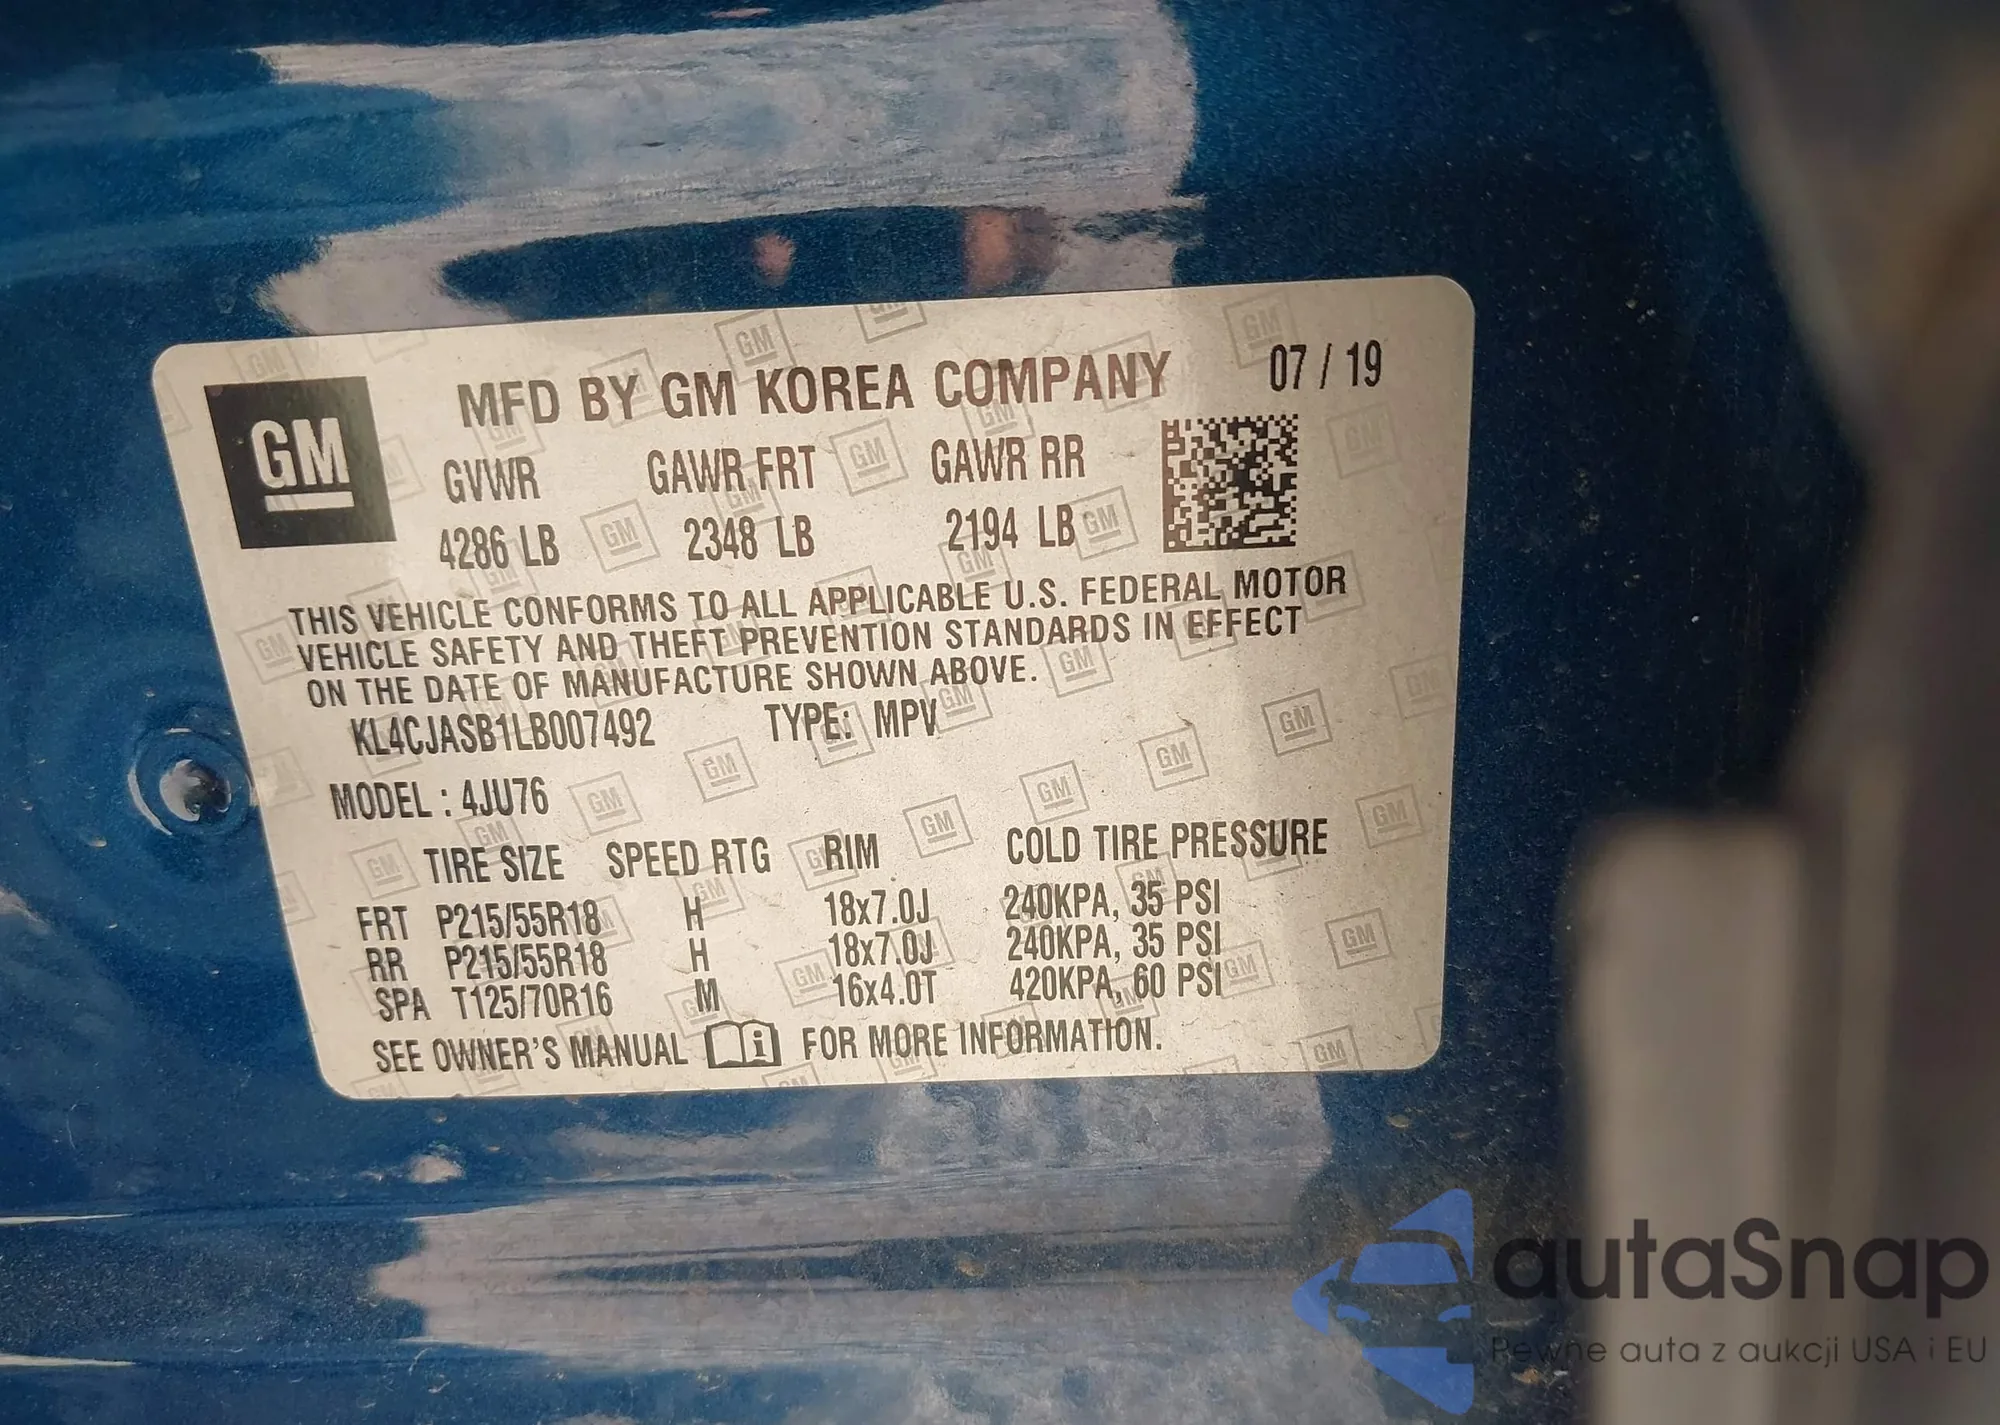 GM
MFD BY GM KOREA COMPANY 07 / 19
GVWR GAWR FRT GAWR RR
4286 LB 2348 LB 2194 LB
THIS VEHICLE CONFORMS TO ALL APPLICABLE U.S. FEDERAL MOTOR
VEHICLE SAFETY AND THEFT PREVENTION STANDARDS IN EFFECT
ON THE DATE OF MANUFACTURE SHOWN ABOVE.
KL4CJASB1LB007492 TYPE: MPV
MODEL : 4JU76
TIRE SIZE SPEED RTG RIM COLD TIRE PRESSURE
FRT P215/55R18 H 18x7.0J 240KPA, 35 PSI
RR P215/55R18 H 18x7.0J 240KPA, 35 PSI
SPA T125/70R16 M 16x4.0T 420KPA, 60 PSI
SEE OWNER'S MANUAL i FOR MORE INFORMATION.
autaSnap
Pewne auta z aukcji USA i EU